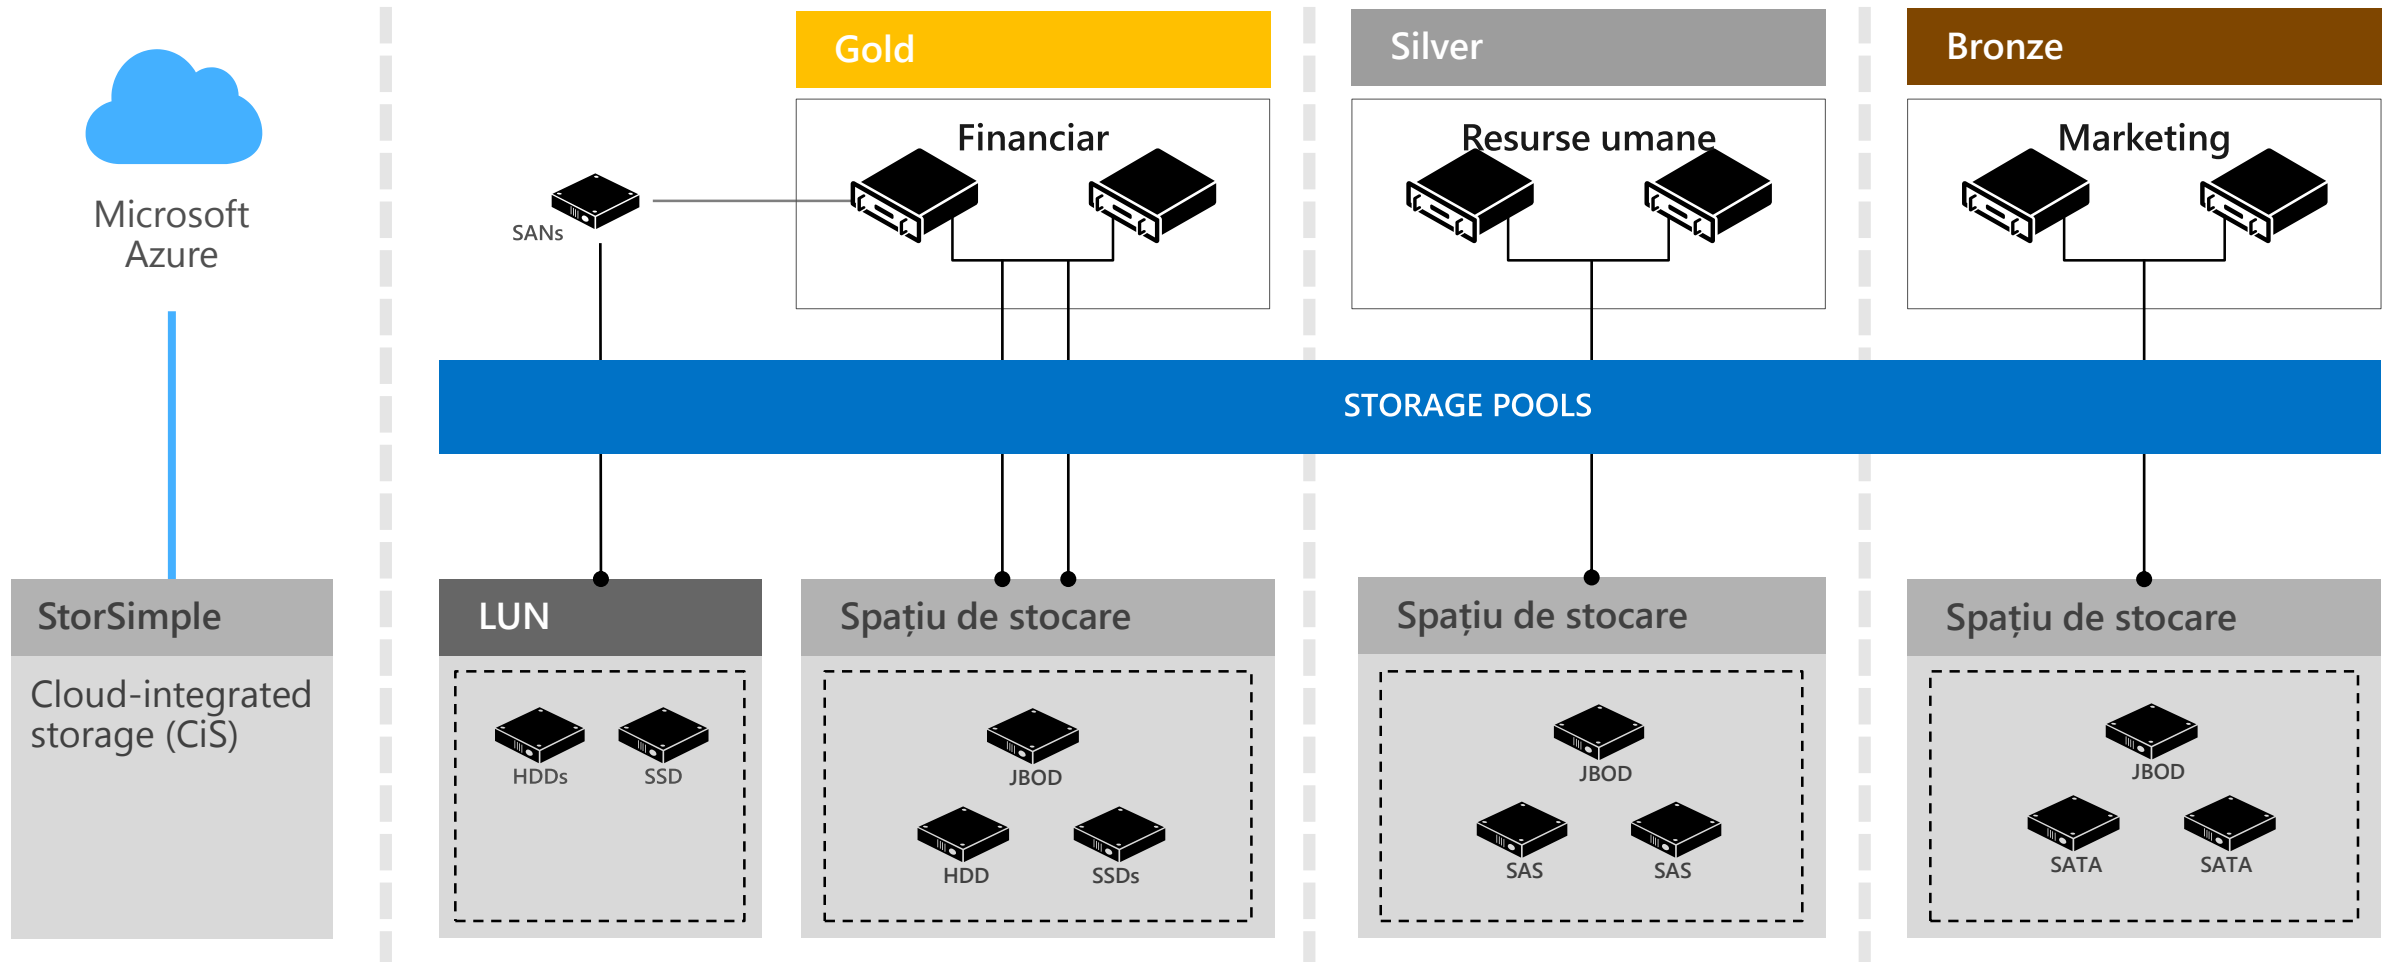 Gold
Silver
Bronze
Microsoft
Azure
Financiar
Resurse umane
Marketing
SANs
STORAGE POOLS
StorSimple
Cloud-integrated
storage (CiS)
LUN
HDDs
SSD
Spațiu de stocare
JBOD
HDD
SSDs
Spațiu de stocare
JBOD
SAS
SAS
Spațiu de stocare
JBOD
SATA
SATA